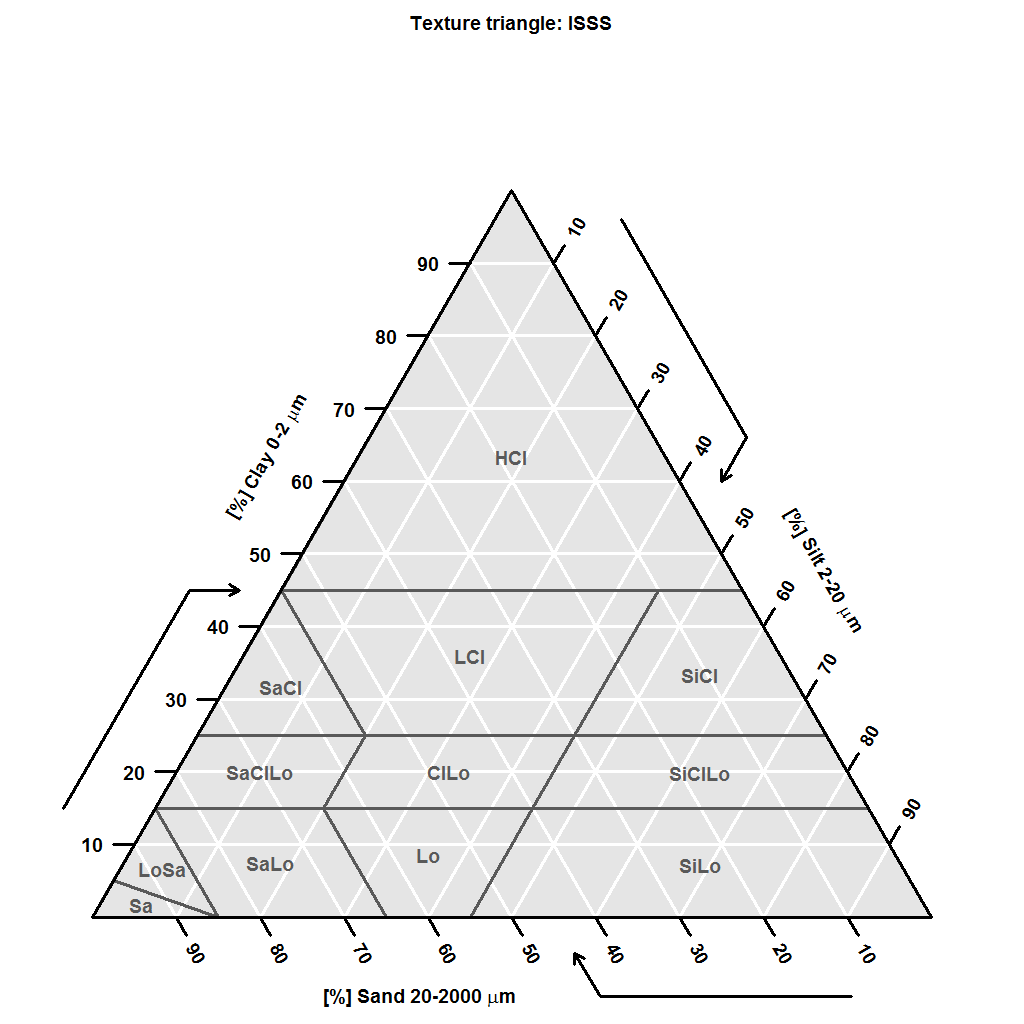 Texture triangle: ISSS
10
90
20
80
30
70
[%] Clay 0-2 μm
40
HCl
60
50
[%] Silt 2-20 μm
50
60
40
LCl
70
SaCl
SiCl
30
80
20
SaClLo
ClLo
SiClLo
90
10
LoSa
SaLo
Lo
SiLo
Sa
90
80
70
60
50
40
30
20
10
[%] Sand 20-2000 μm